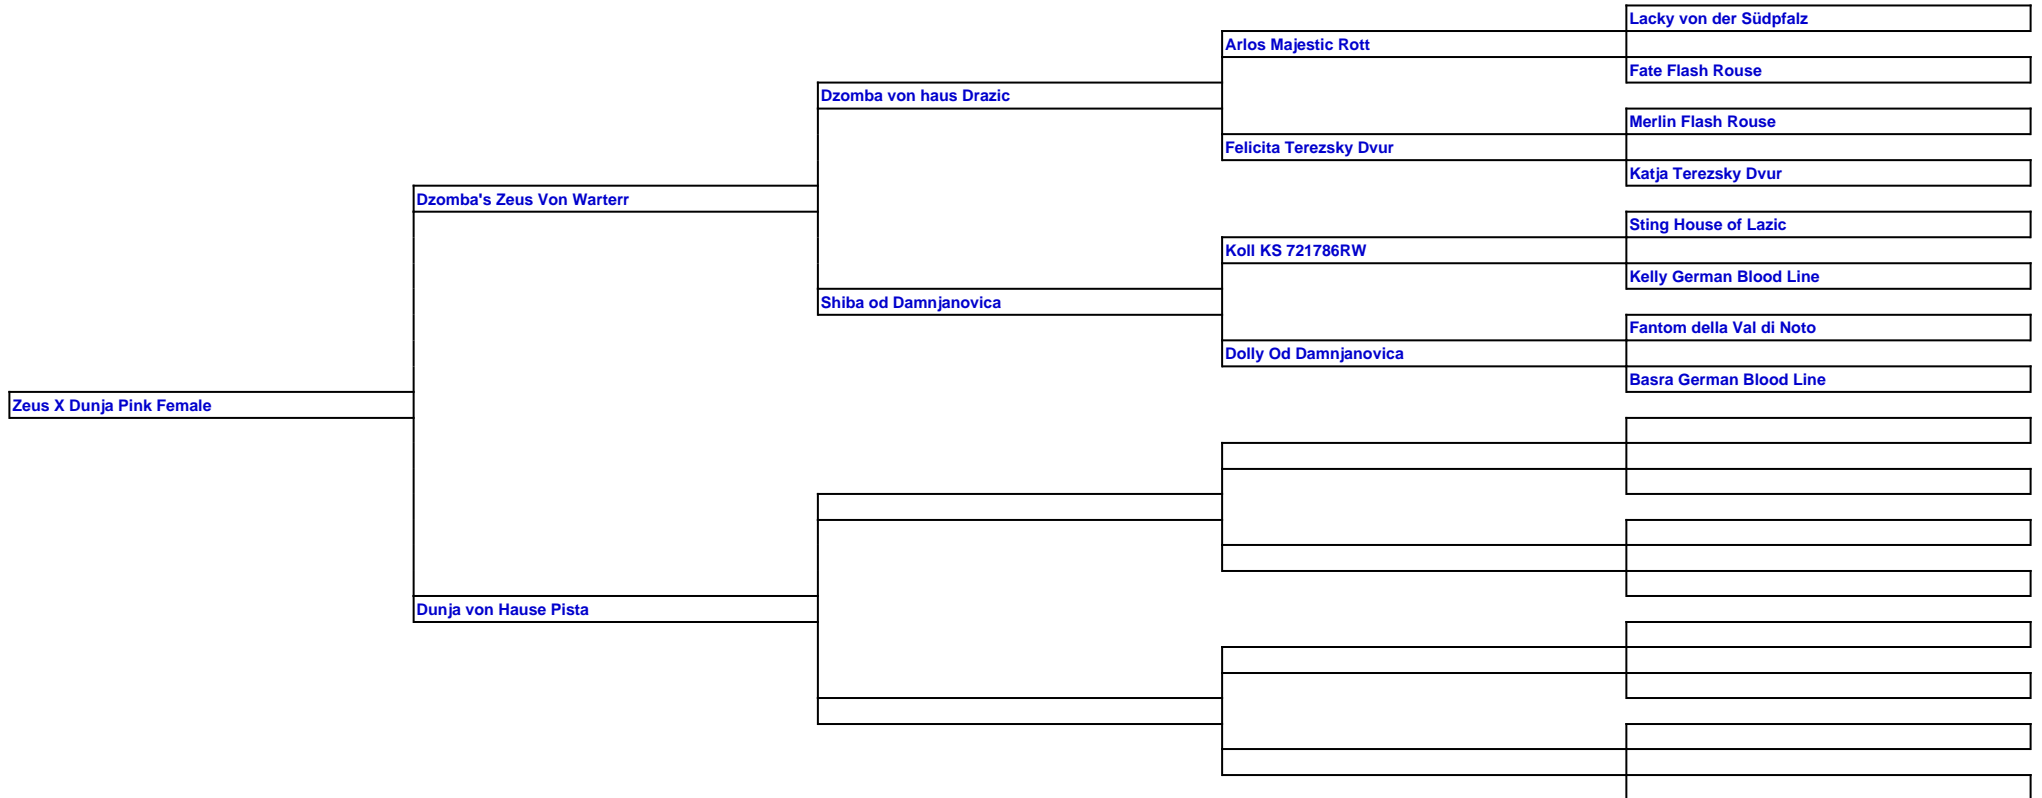 Lacky von der Südpfalz
Arlos Majestic Rott
Fate Flash Rouse
Dzomba von haus Drazic
Merlin Flash Rouse
Felicita Terezsky Dvur
Katja Terezsky Dvur
Dzomba's Zeus Von Warterr
Sting House of Lazic
Koll KS 721786RW
Kelly German Blood Line
Shiba od Damnjanovica
Fantom della Val di Noto
Dolly Od Damnjanovica
Basra German Blood Line
Zeus X Dunja Pink Female
Dunja von Hause Pista